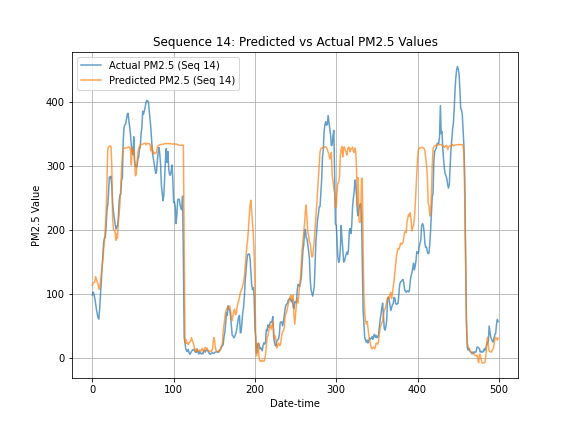 Sequence 14: Predicted vs Actual PM2.5 Values
Actual PM2.5 (Seq 14)
Predicted PM2.5 (Seq 14)
400
300
200
100
0
PM2.5 Value
0 100 200 300 400 500
Date-time